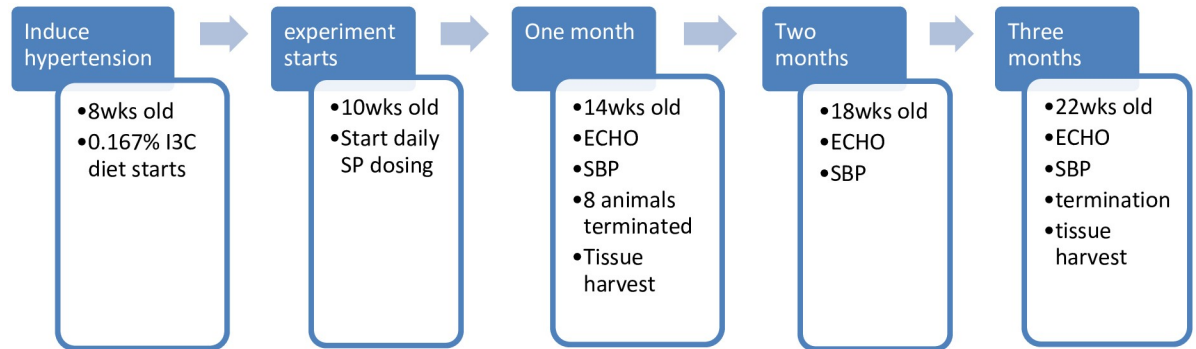 Induce
hypertension
•8wks old
•0.167% I3C
diet starts
experiment
starts
•10wks old
•Start daily
SP dosing
One month
•14wks old
•ECHO
•SBP
•8 animals
terminated
•Tissue
harvest
Two
months
•18wks old
•ECHO
•SBP
Three
months
•22wks old
•ECHO
•SBP
•termination
•tissue
harvest